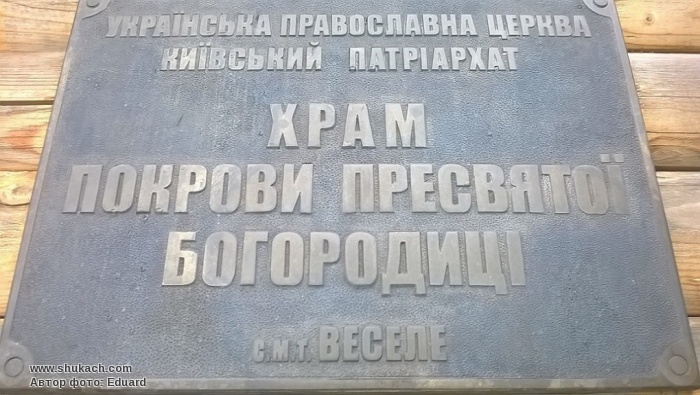 УКРАЇНСЬКА ПРАВОСЛАВНА ЦЕРКВА
КИЇВСЬКИЙ ПАТРІАРХАТ
ХРАМ
ПОКРОВИ ПРЕСВЯТОЇ
БОГОРОДИЦІ
С.М.Т. ВЕСЕЛЕ
www.shukach.com
Автор фото: Eduard